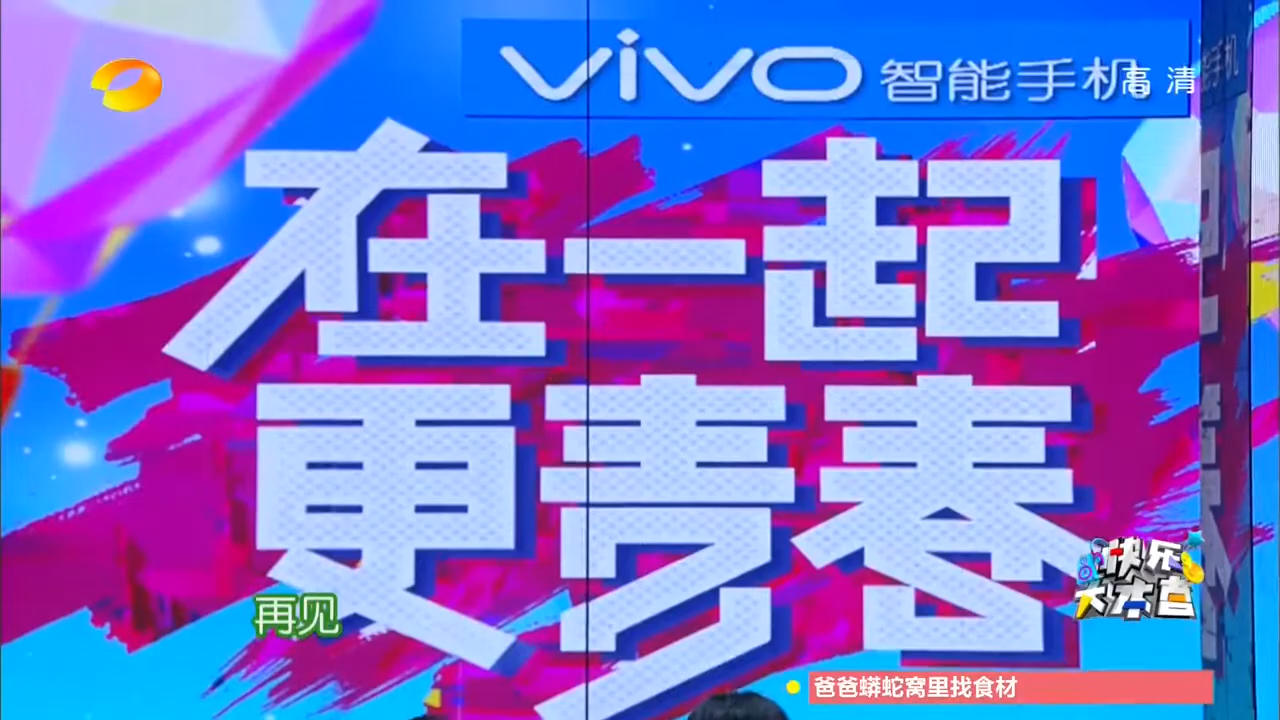 vivo 智能手机
高清
在一起
更青春
快乐大本营
再见
爸爸蟒蛇窝里找食材